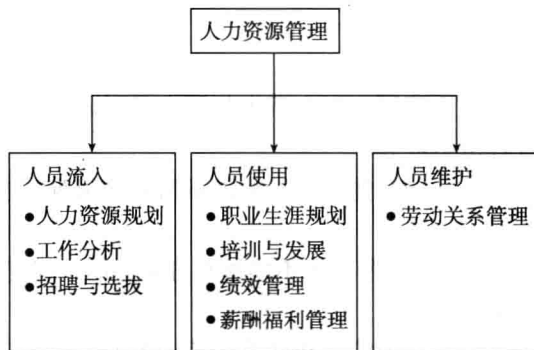 人力资源管理
人员流入
●人力资源规划
●工作分析
●招聘与选拔
人员使用
●职业生涯规划
●培训与发展
●绩效管理
●薪酬福利管理
人员维护
●劳动关系管理